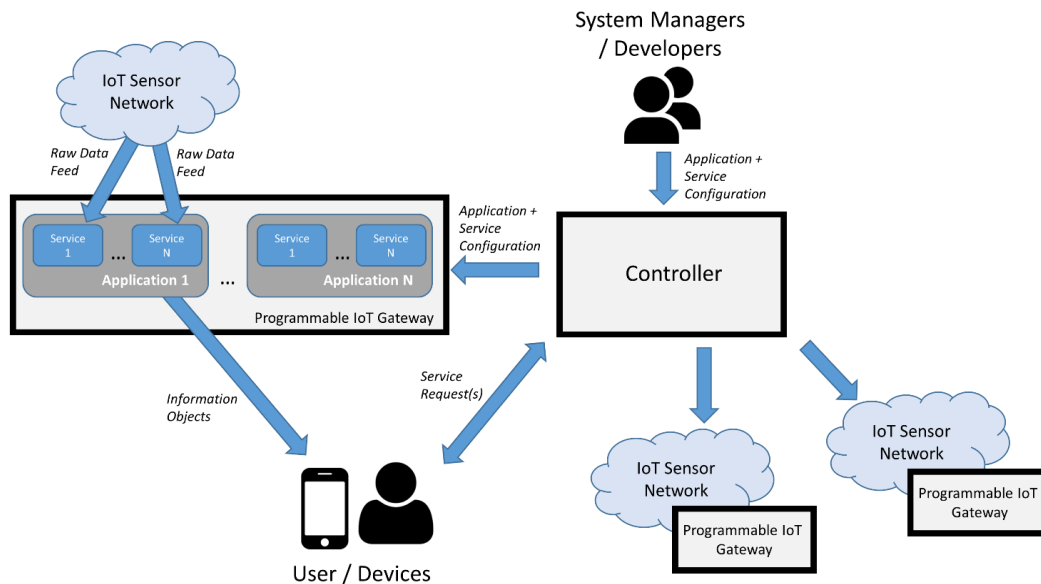 System Managers
/ Developers
IoT Sensor
Network
Raw Data
Feed
Raw Data
Feed
Application +
Service
Configuration
Service
1
...
Service
N
Application 1
...
Service
1
...
Service
N
Application N
Programmable IoT Gateway
Application +
Service
Configuration
Controller
Information
Objects
Service
Request(s)
User / Devices
IoT Sensor
Network
Programmable IoT
Gateway
IoT Sensor
Network
Programmable IoT
Gateway